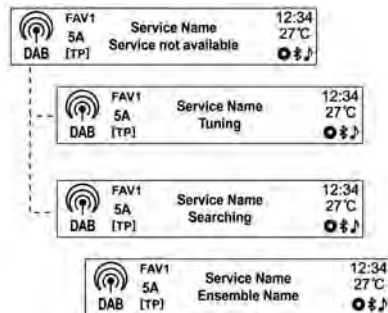 FAV1 Service Name 12:34
5A Service not available 27℃
DAB [TP]
FAV1 Service Name 12:34
5A Tuning 27℃
DAB [TP]
FAV1 Service Name 12:34
5A Searching 27℃
DAB [TP]
FAV1 Service Name 12:34
5A Ensemble Name 27℃
DAB [TP]